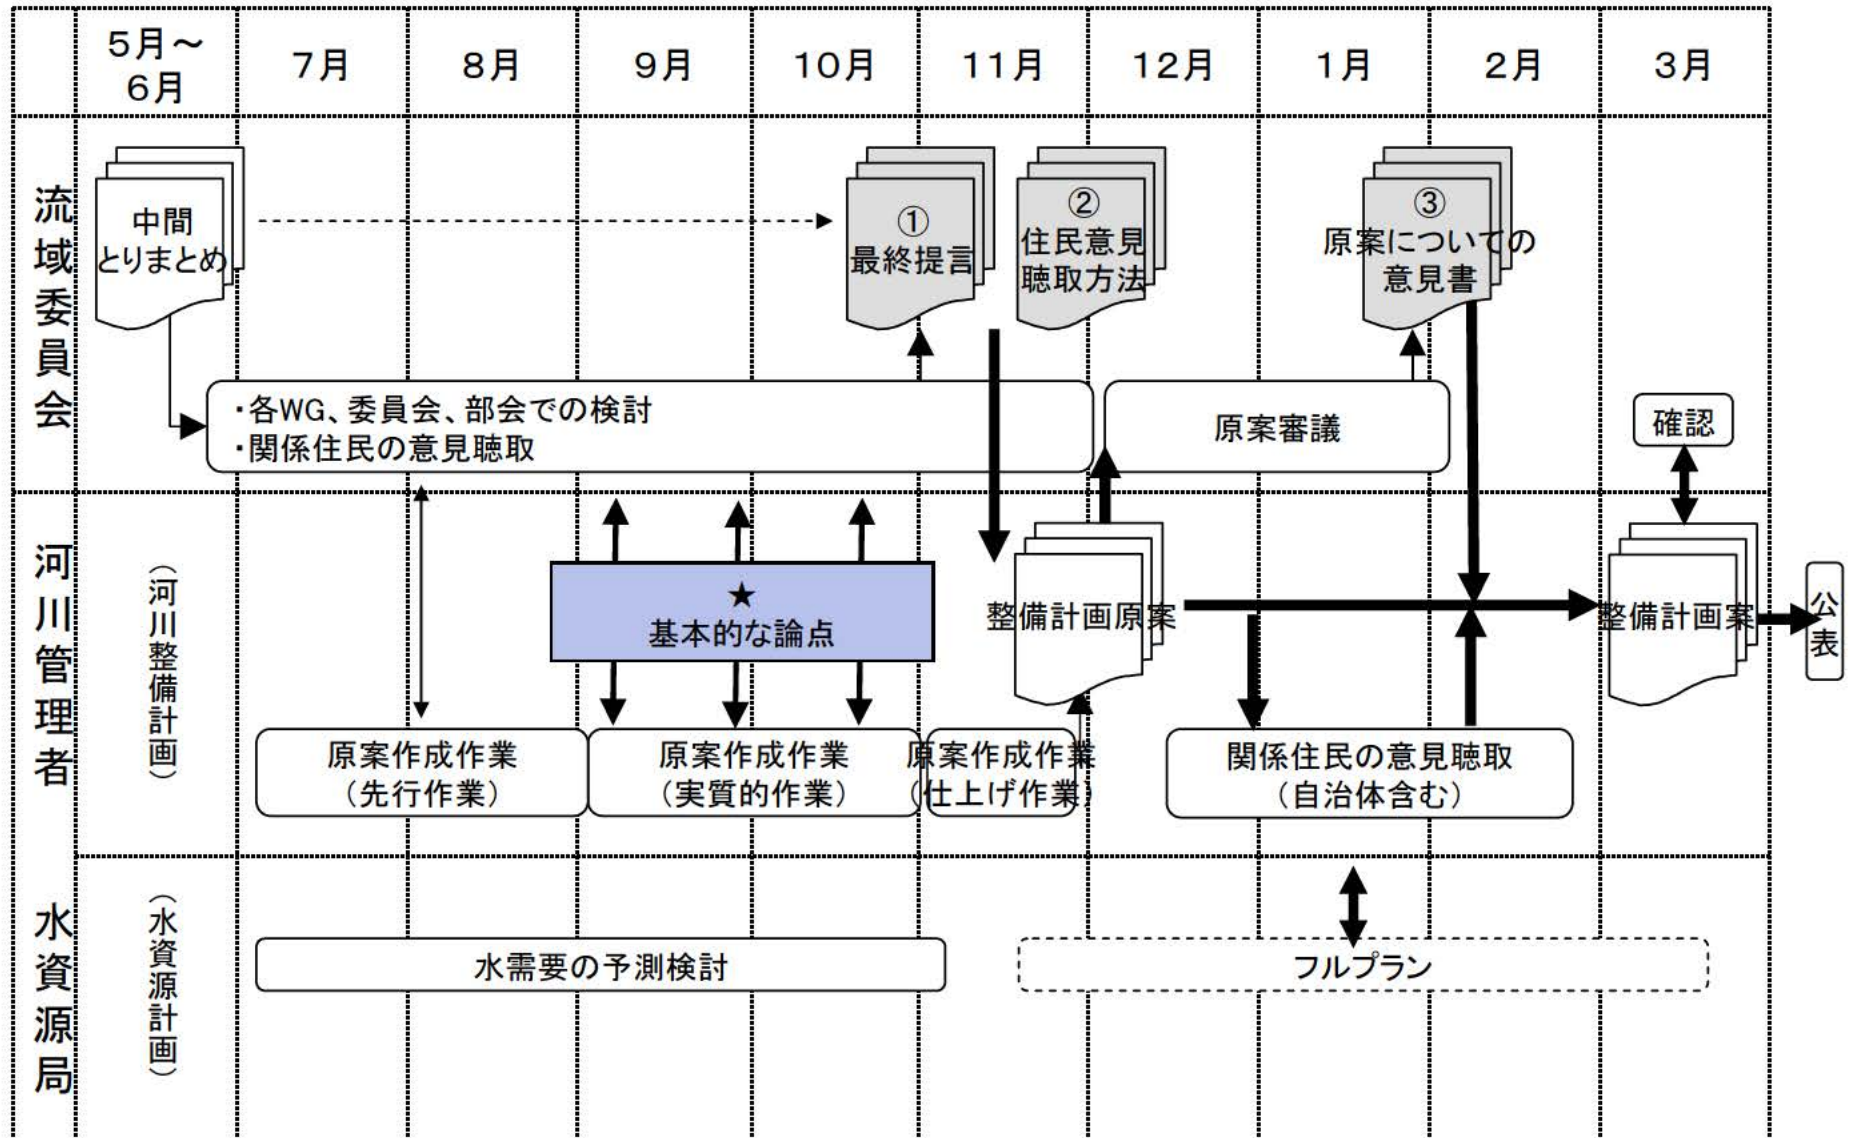 5月～
6月
7月
8月
9月
10月
11月
12月
1月
2月
3月
流域委員会
中間
とりまとめ
①
最終提言
②
住民意見
聴取方法
③
原案についての
意見書
・各WG、委員会、部会での検討
・関係住民の意見聴取
原案審議
確認
河川管理者
（河川整備計画）
★
基本的な論点
整備計画原案
整備計画案
公表
原案作成作業
（先行作業）
原案作成作業
（実質的作業）
原案作成作業
（仕上げ作業）
関係住民の意見聴取
（自治体含む）
水資源局
（水資源計画）
水需要の予測検討
フルプラン